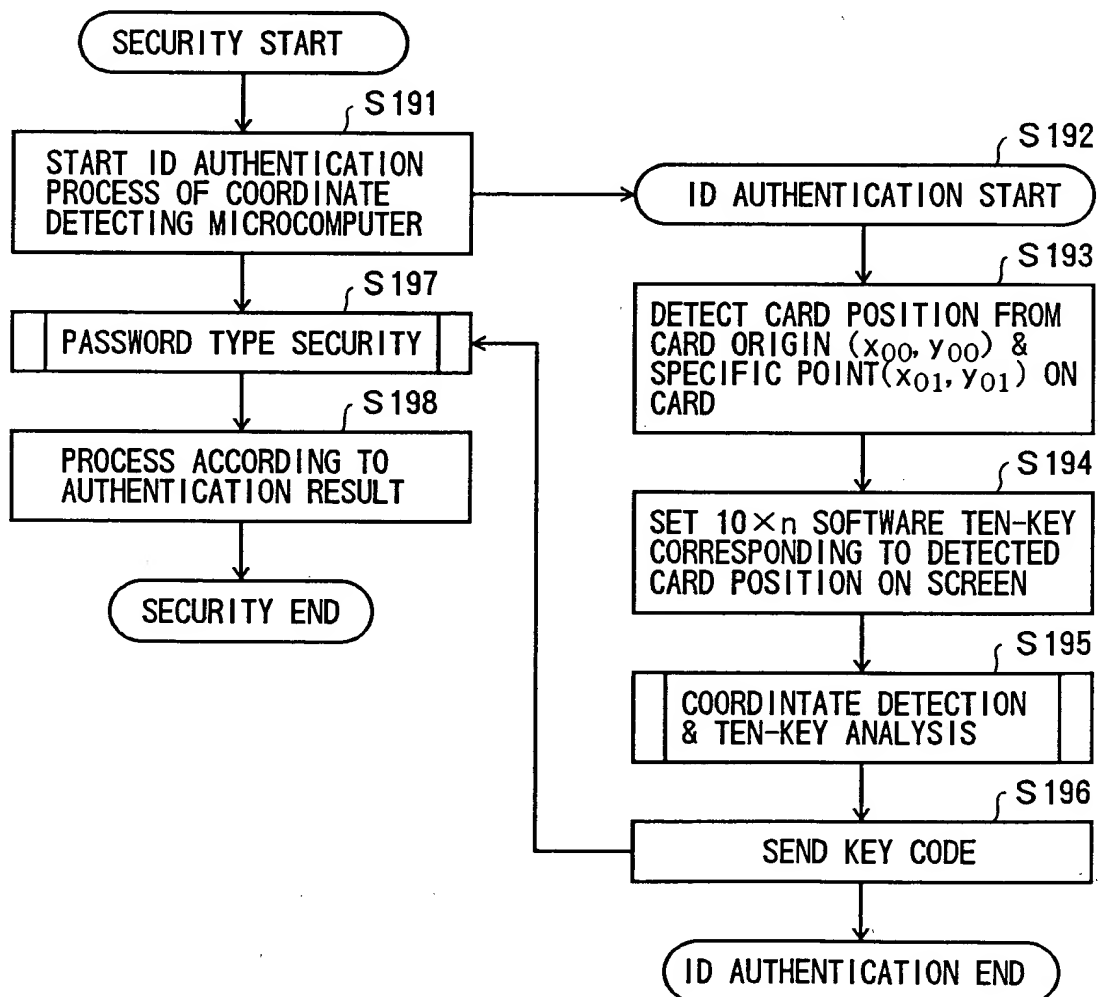 SECURITY START
S191
START ID AUTHENTICATION
PROCESS OF COORDINATE
DETECTING MICROCOMPUTER
S197
PASSWORD TYPE SECURITY
S198
PROCESS ACCORDING TO
AUTHENTICATION RESULT
SECURITY END
S192
ID AUTHENTICATION START
S193
DETECT CARD POSITION FROM
CARD ORIGIN (x00, y00) &
SPECIFIC POINT(x01, y01) ON
CARD
S194
SET 10×n SOFTWARE TEN-KEY
CORRESPONDING TO DETECTED
CARD POSITION ON SCREEN
S195
COORDINTATE DETECTION
& TEN-KEY ANALYSIS
S196
SEND KEY CODE
ID AUTHENTICATION END